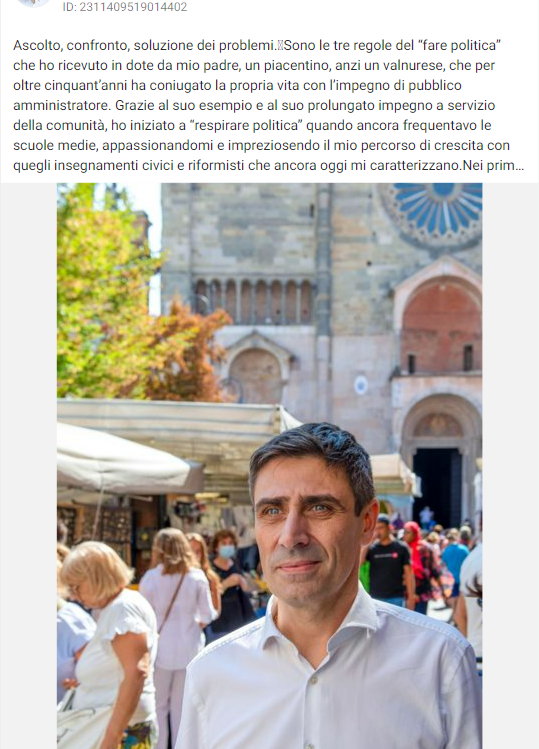 ID: 2311409519014402
Ascolto, confronto, soluzione dei problemi.Sono le tre regole del “fare politica”
che ho ricevuto in dote da mio padre, un piacentino, anzi un valnurese, che per
oltre cinquant’anni ha coniugato la propria vita con l’impegno di pubblico
amministratore. Grazie al suo esempio e al suo prolungato impegno a servizio
della comunità, ho iniziato a “respirare politica” quando ancora frequentavo le
scuole medie, appassionandomi e impreziosendo il mio percorso di crescita con
quegli insegnamenti civici e riformisti che ancora oggi mi caratterizzano.Nei prim...